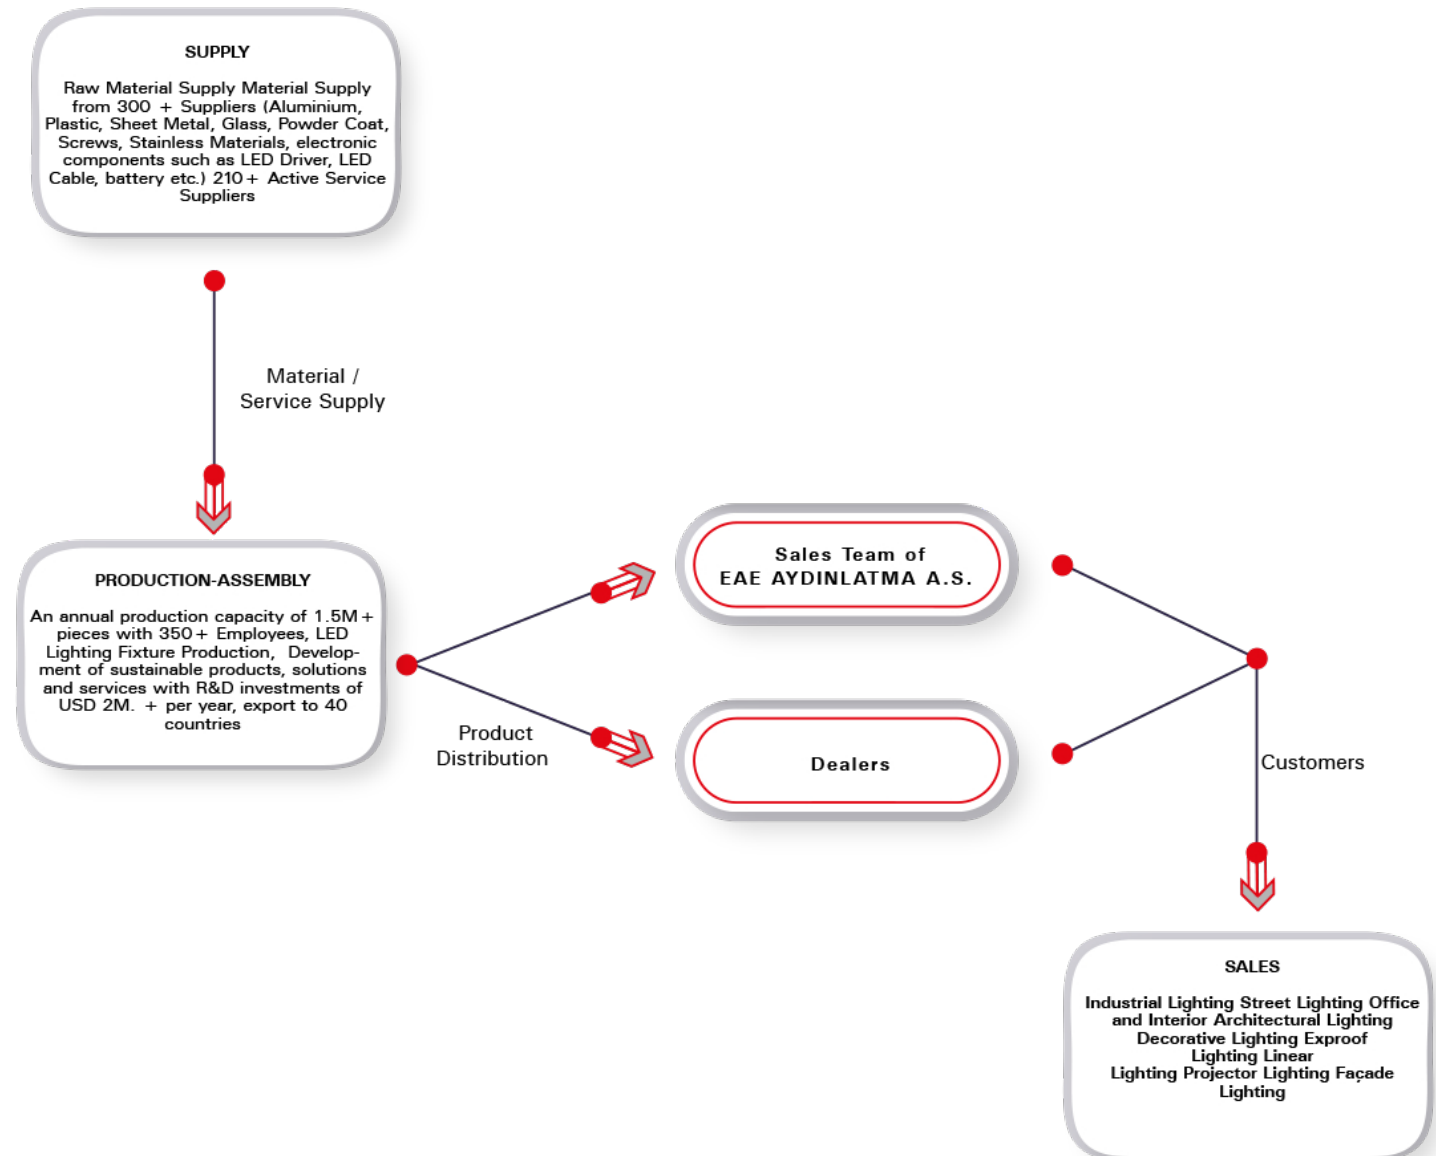 SUPPLY
Raw Material Supply Material Supply
from 300 + Suppliers (Aluminium,
Plastic, Sheet Metal, Glass, Powder Coat,
Screws, Stainless Materials, electronic
components such as LED Driver, LED
Cable, battery etc.) 210+ Active Service
Suppliers
Material /
Service Supply
PRODUCTION-ASSEMBLY
An annual production capacity of 1.5M+
pieces with 350+ Employees, LED
Lighting Fixture Production, Develop-
ment of sustainable products, solutions
and services with R&D investments of
USD 2M. + per year, export to 40
countries
Product
Distribution
Sales Team of
EAE AYDINLATMA A.S.
Dealers
Customers
SALES
Industrial Lighting Street Lighting Office
and Interior Architectural Lighting
Decorative Lighting Exproof
Lighting Linear
Lighting Projector Lighting Façade
Lighting